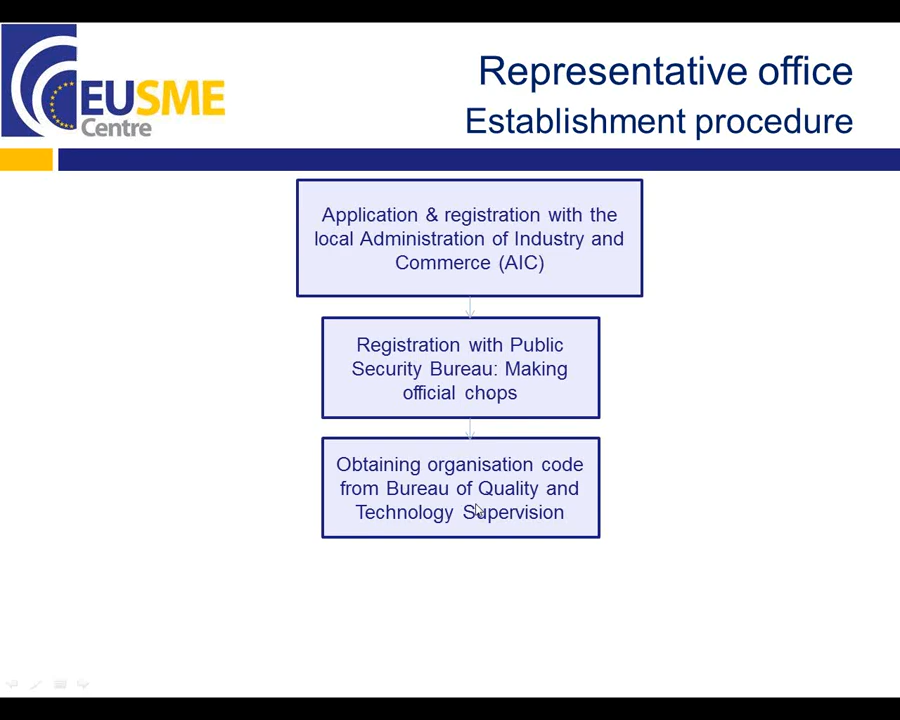 EUSME
Centre
Representative office
Establishment procedure
Application & registration with the
local Administration of Industry and
Commerce (AIC)
Registration with Public
Security Bureau: Making
official chops
Obtaining organisation code
from Bureau of Quality and
Technology Supervision